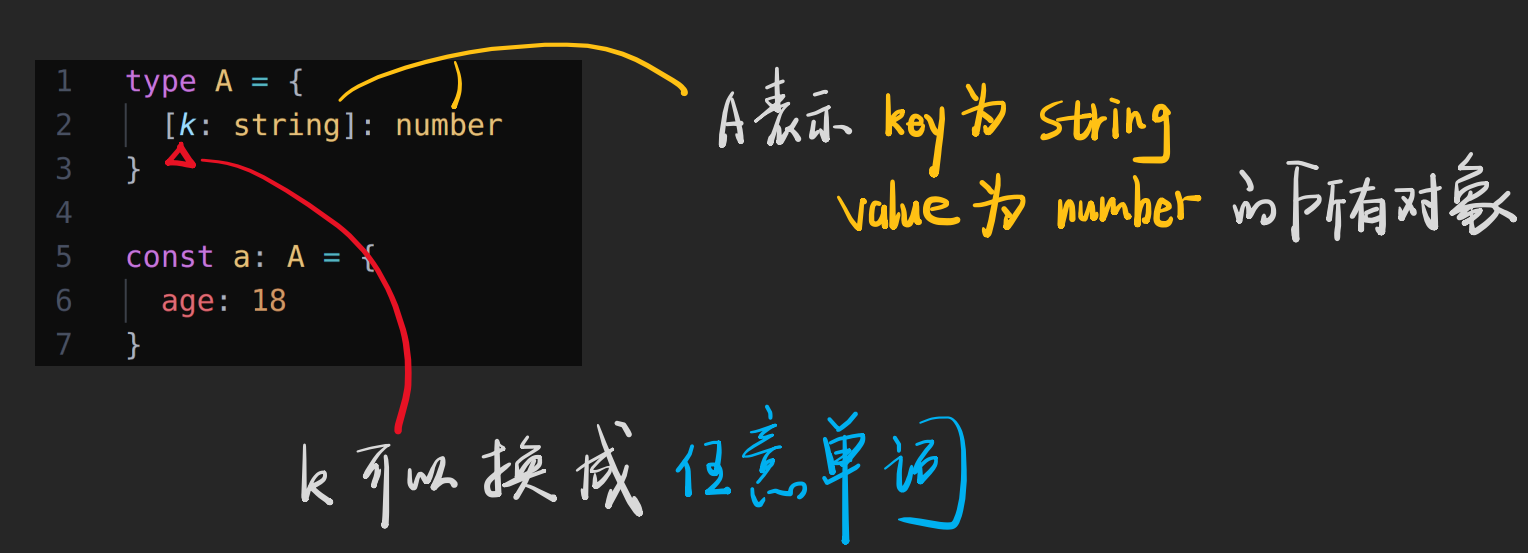 1 type A = {
2 [k: string]: number
3 }
4
5 const a: A = {
6 age: 18
7 }
A表示 key为 string
value为 number 的所有对象
k可以换成 任意单词